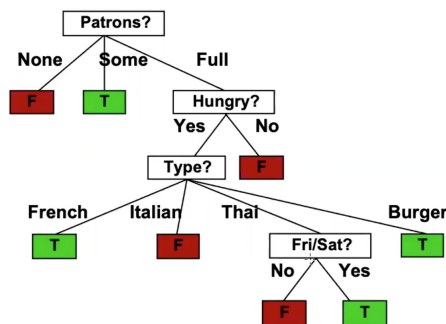 Patrons?
None Some Full
F T Hungry?
Yes No
Type? F
French Italian Thai Burger
T F Fri/Sat? T
No Yes
F T